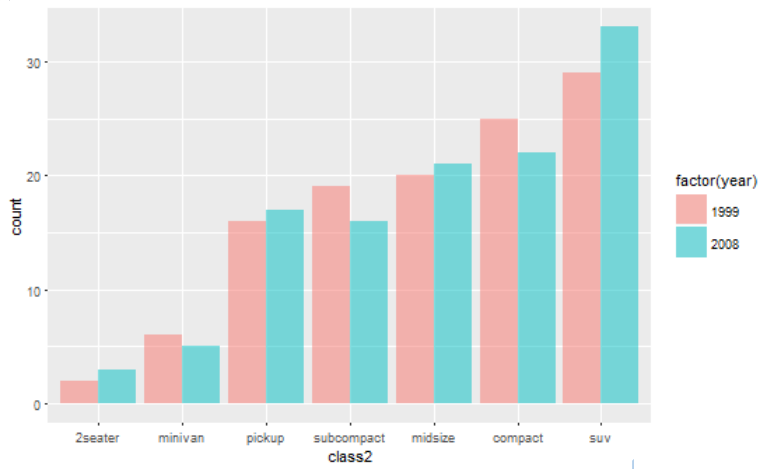 30
20
10
0
count
2seater minivan pickup subcompact midsize compact suv
class2
factor(year)
1999
2008